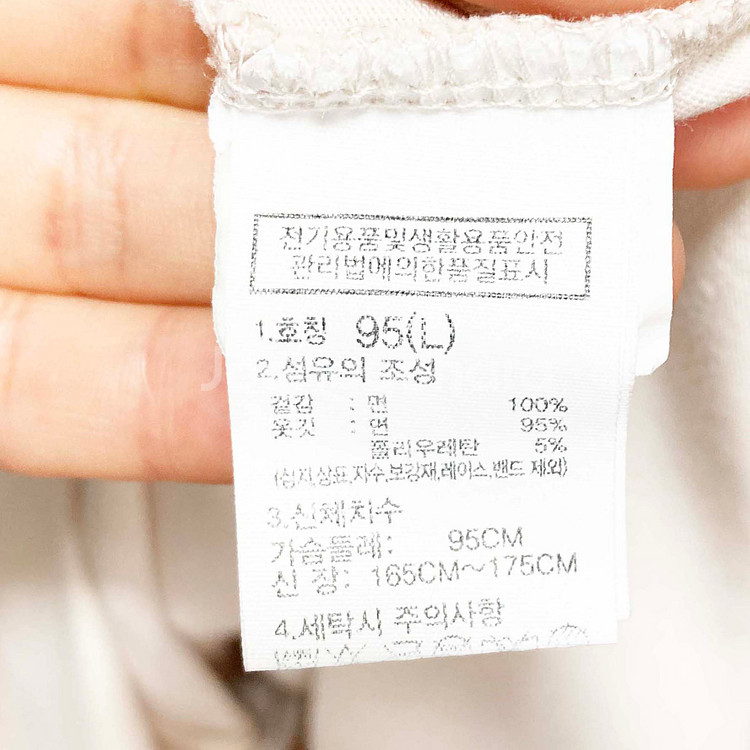 전기용품및생활용품안전
관리법에의한품질표시
1.호칭 95(L)
2.섬유의 조성
겉감 : 면 100%
옷깃 : 면 95%
폴리우레탄 5%
(심지,상표,자수,보강재,레이스,밴드 제외)
3.신체치수
가슴둘레: 95CM
신 장: 165CM~175CM
4.세탁시 주의사항